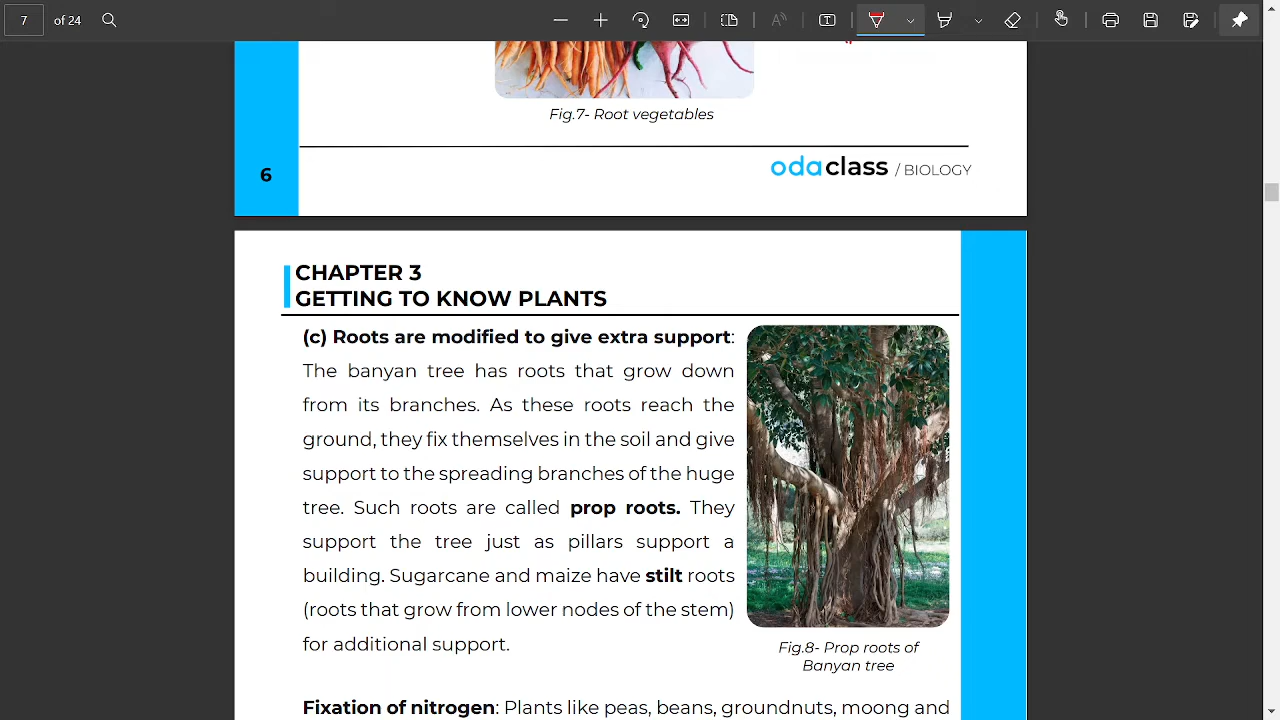 7 of 24
Fig.7- Root vegetables
6
odaclass / BIOLOGY
CHAPTER 3
GETTING TO KNOW PLANTS
(c) Roots are modified to give extra support:
The banyan tree has roots that grow down
from its branches. As these roots reach the
ground, they fix themselves in the soil and give
support to the spreading branches of the huge
tree. Such roots are called prop roots. They
support the tree just as pillars support a
building. Sugarcane and maize have stilt roots
(roots that grow from lower nodes of the stem)
for additional support.
Fig.8- Prop roots of
Banyan tree
Fixation of nitrogen: Plants like peas, beans, groundnuts, moong and